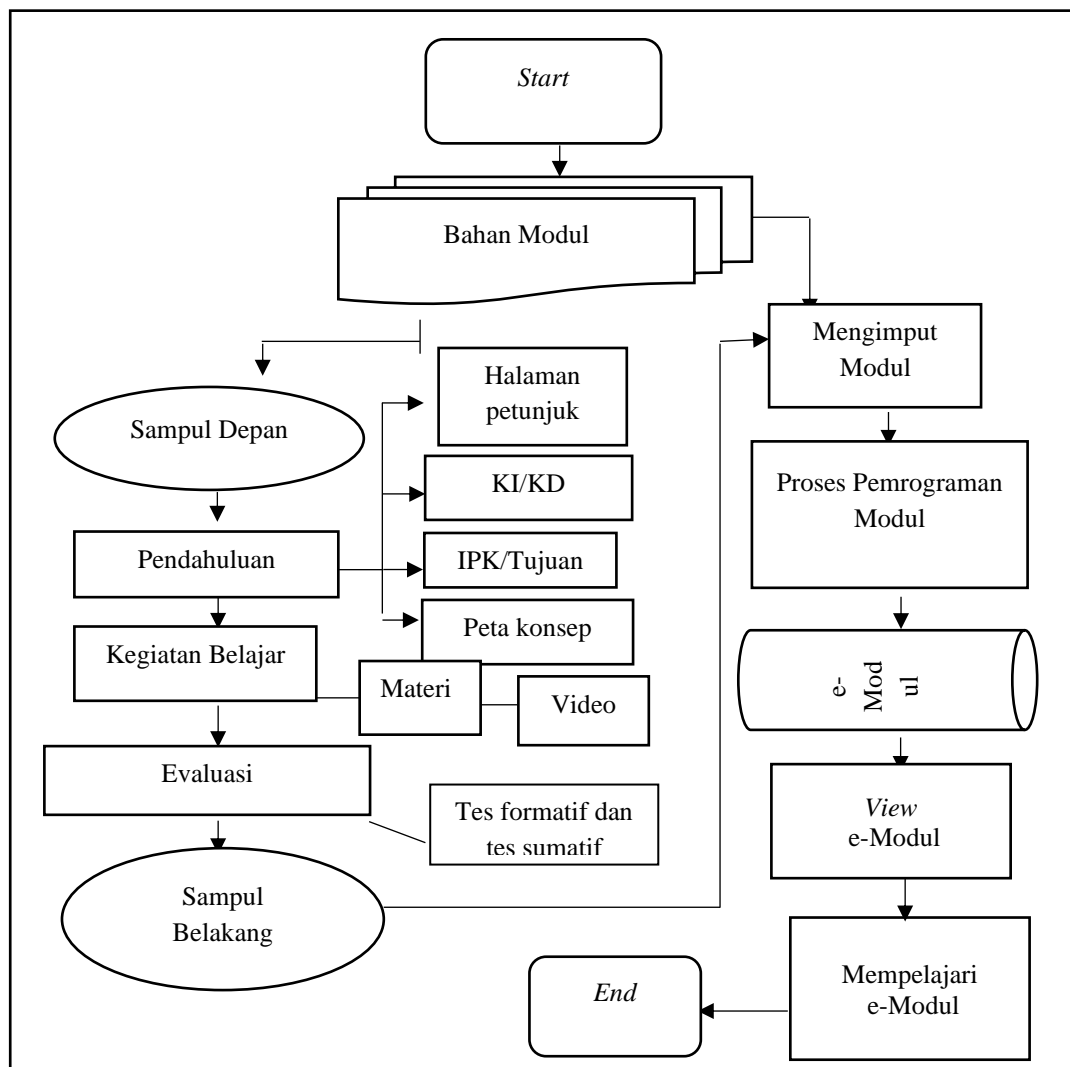 Start
Bahan Modul
Sampul Depan
Pendahuluan
Kegiatan Belajar
Evaluasi
Sampul
Belakang
Halaman
petunjuk
KI/KD
IPK/Tujuan
Peta konsep
Materi
Video
Tes formatif dan
tes sumatif
Mengimput
Modul
Proses Pemrograman
Modul
e-
Mod
ul
View
e-Modul
Mempelajari
e-Modul
End